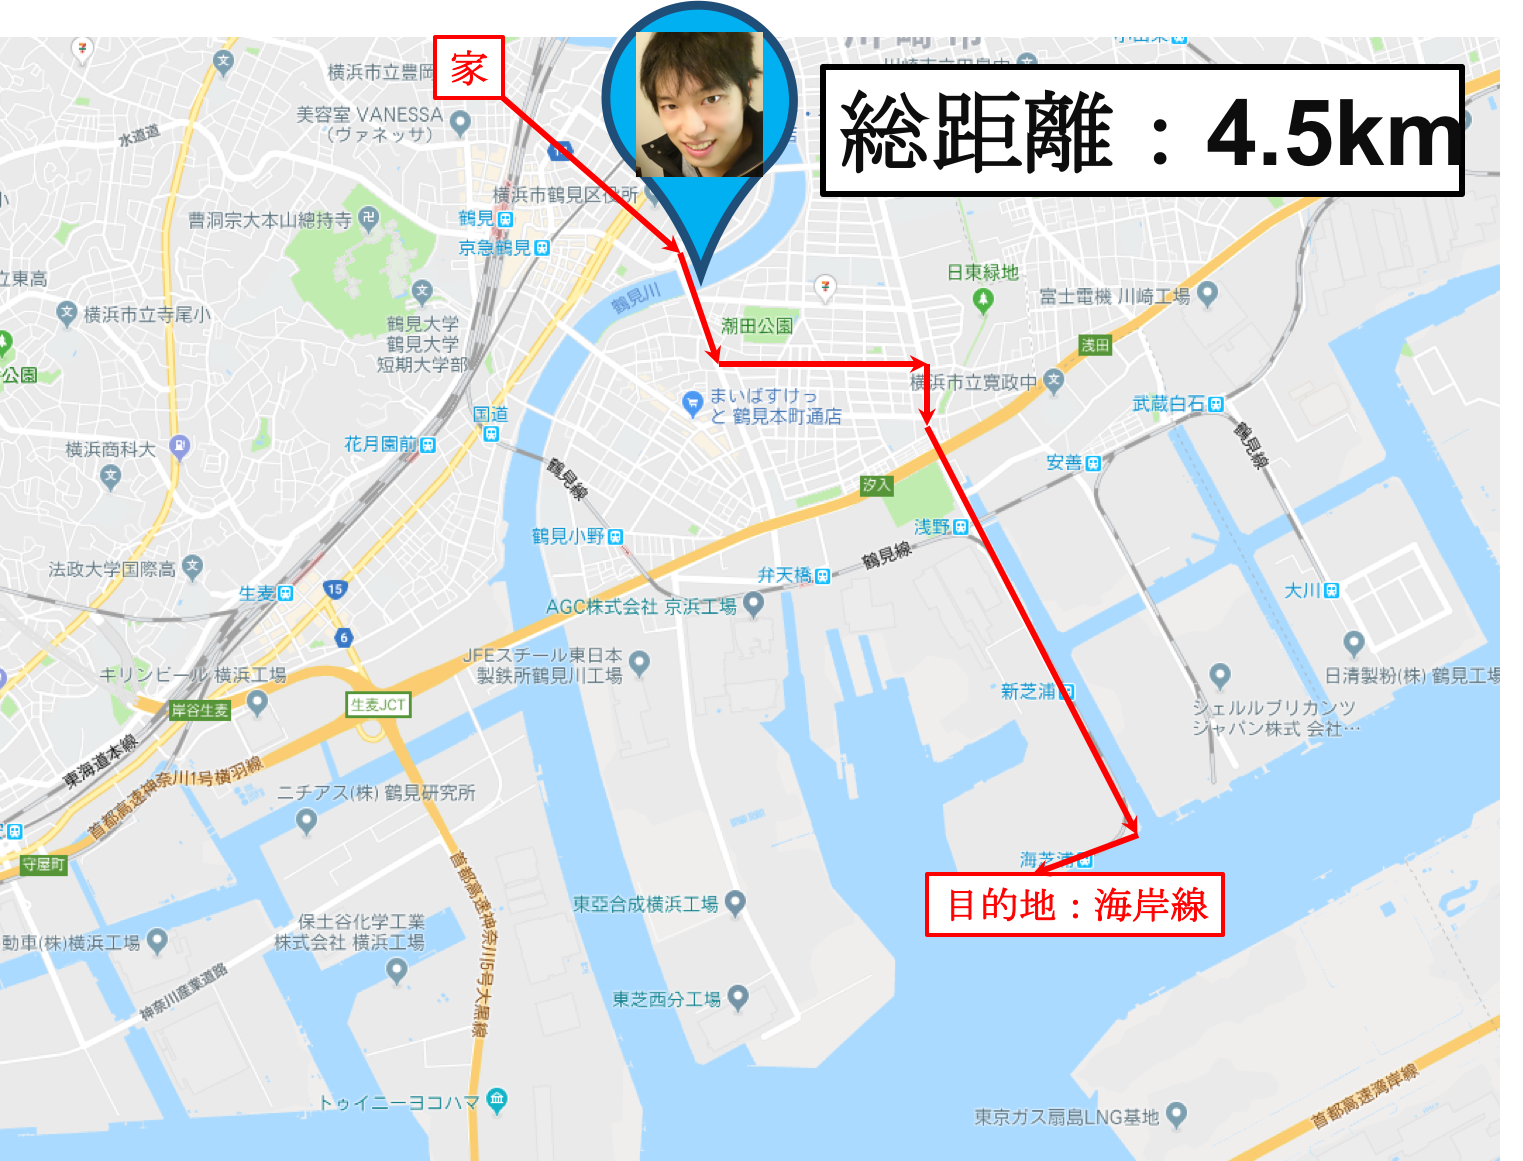 家
総距離：4.5km
横浜市立豊岡
美容室 VANESSA
（ヴァネッサ）
水道道
横浜市鶴見区役所
鶴見
京急鶴見
曹洞宗大本山總持寺
立東高
横浜市立寺尾小
公園
鶴見大学
鶴見大学
短期大学部
鶴見川
潮田公園
日東緑地
富士電機 川崎工場
浅田
横浜市立寛政中
武蔵白石
まいばすけっ
と 鶴見本町通店
国道
花月園前
横浜商科大
鶴見線
鶴見線
安善
汐入
浅野
鶴見小野
鶴見線
弁天橋
法政大学国際高
生麦
15
6
大川
AGC株式会社 京浜工場
JFEスチール東日本
製鉄所鶴見川工場
キリンビール 横浜工場
岸谷生麦
生麦JCT
新芝浦
日清製粉(株) 鶴見工場
シェルルブリカンツ
ジャパン株式 会社…
東海道本線
首都高速神奈川1号横羽線
ニチアス(株) 鶴見研究所
守屋町
海芝浦
目的地：海岸線
首都高速神奈川5号大黒線
東亞合成横浜工場
保土谷化学工業
株式会社 横浜工場
動車(株)横浜工場
神奈川産業道路
東芝西分工場
トゥイニーヨコハマ
東京ガス扇島LNG基地
首都高速湾岸線